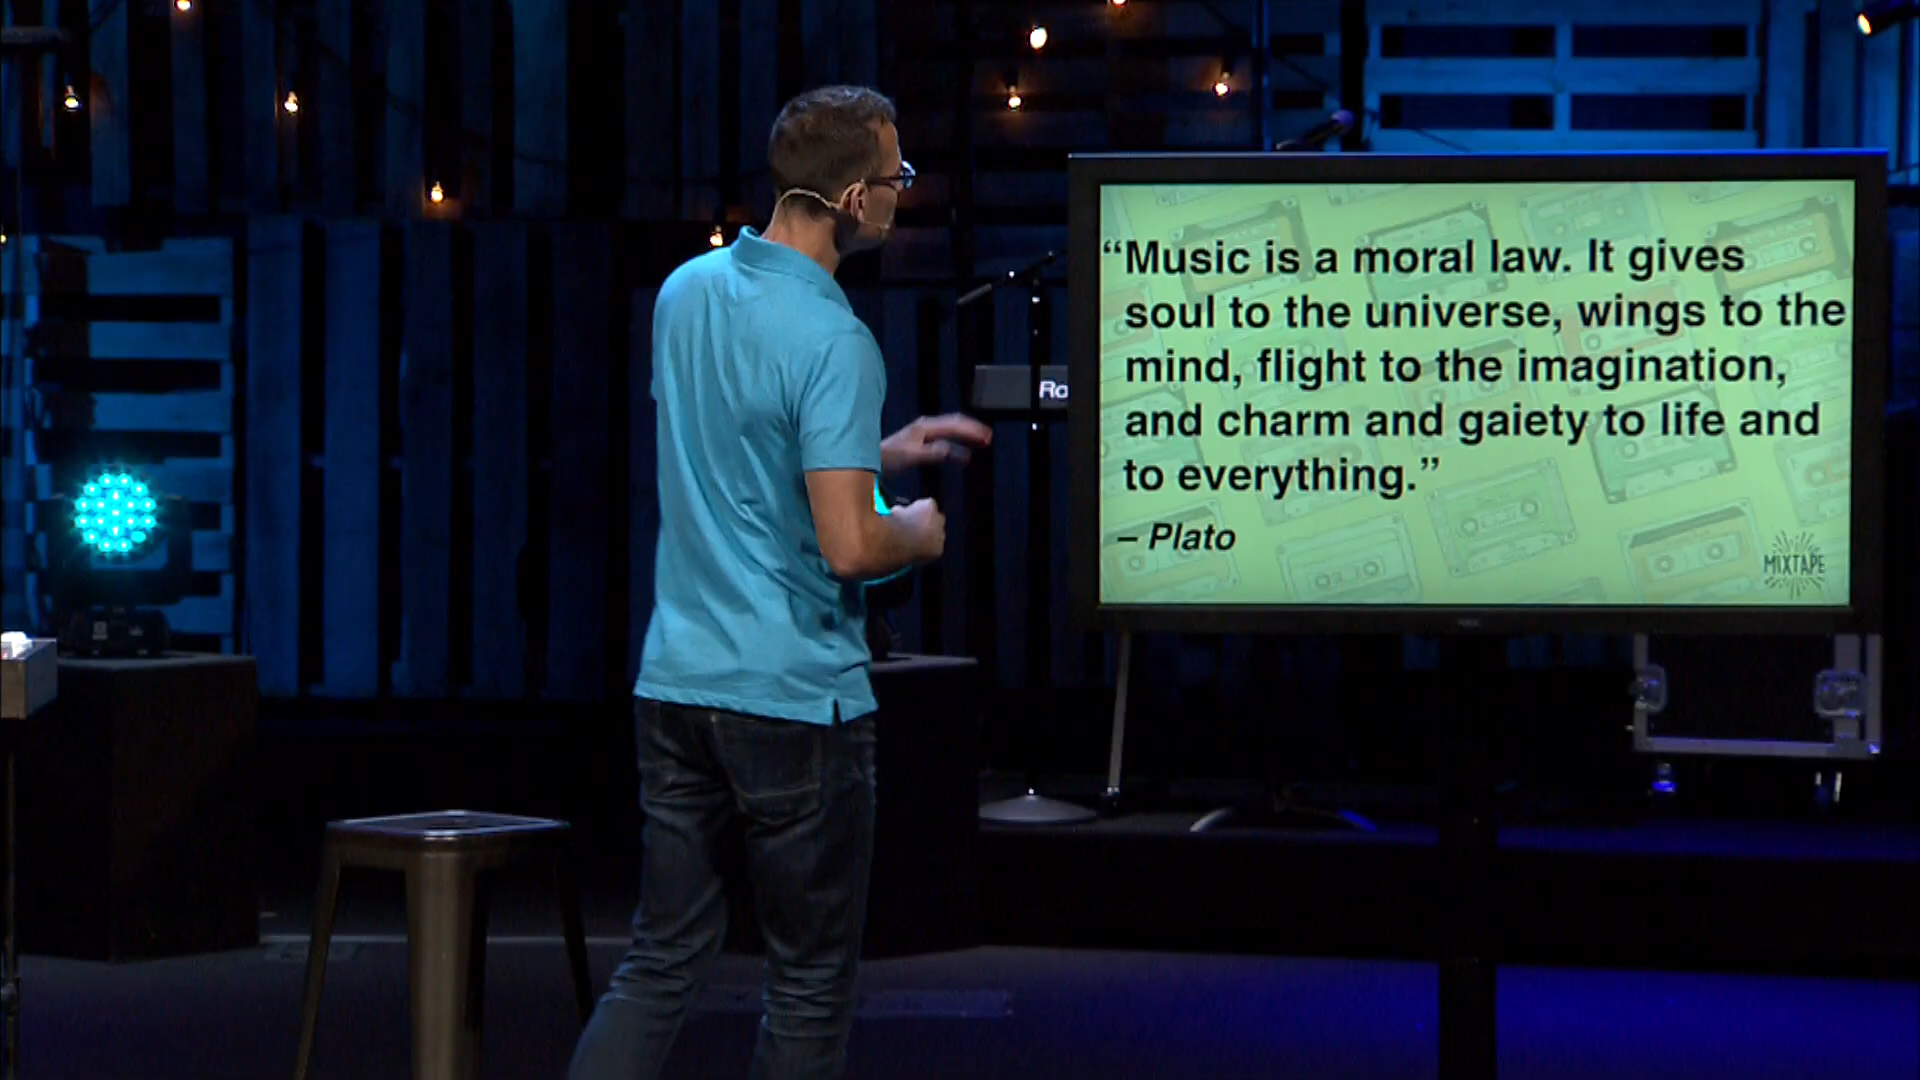 “Music is a moral law. It gives
soul to the universe, wings to the
mind, flight to the imagination,
and charm and gaiety to life and
to everything.”
– Plato
MIXTAPE
Ro